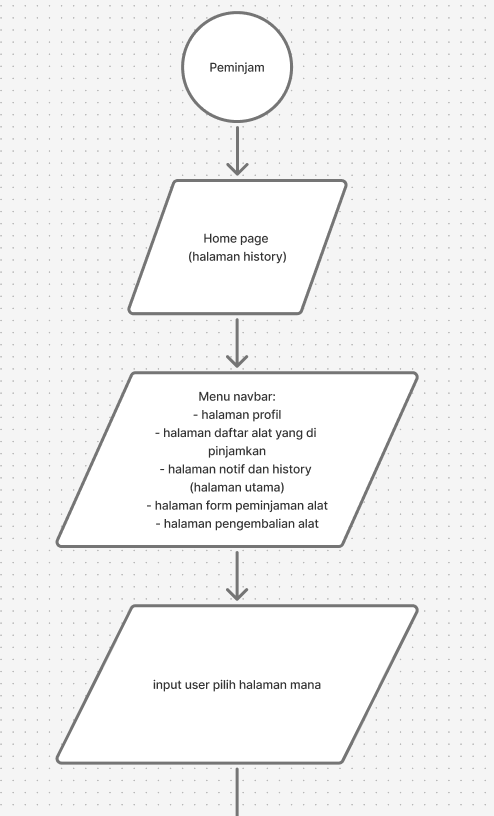 Peminjam
Home page
(halaman history)
Menu navbar:
- halaman profil
- halaman daftar alat yang di
pinjamkan
- halaman notif dan history
(halaman utama)
- halaman form peminjaman alat
- halaman pengembalian alat
input user pilih halaman mana